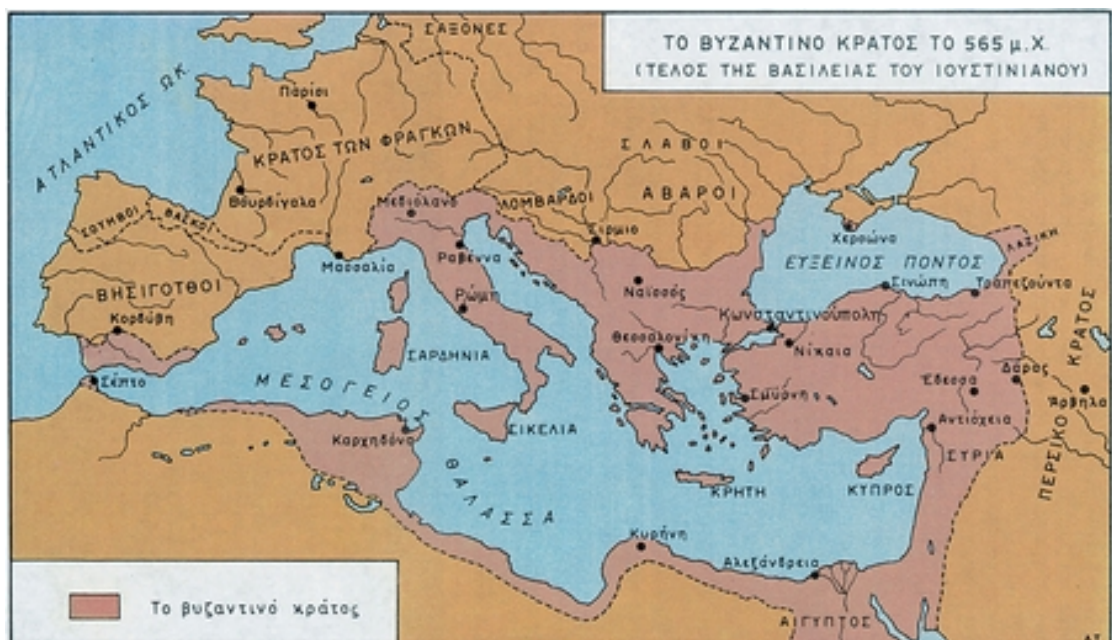 ΤΟ ΒΥΖΑΝΤΙΝΟ ΚΡΑΤΟΣ ΤΟ 565 μ.Χ.
(ΤΕΛΟΣ ΤΗΣ ΒΑΣΙΛΕΙΑΣ ΤΟΥ ΙΟΥΣΤΙΝΙΑΝΟΥ)
ΣΑΞΟΝΕΣ
ΑΤΛΑΝΤΙΚΟΣ ΩΚ.
Παρίσι
ΚΡΑΤΟΣ ΤΩΝ ΦΡΑΓΚΩΝ
ΣΛΑΒΟΙ
ΑΒΑΡΟΙ
ΛΟΜΒΑΡΔΟΙ
Βουρδίγαλα
Μεδιόλανο
ΣΟΥΗΒΟΙ
ΒΑΣΚΟΙ
Σίρμιο
Χερσώνα
ΛΑΖΙΚΗ
Ραβέννα
Μασσαλία
ΕΥΞΕΙΝΟΣ ΠΟΝΤΟΣ
Ναϊσσός
Σινώπη
Τραπεζούντα
ΒΗΣΙΓΟΤΘΟΙ
Ρώμη
Κορδύβη
Κωνσταντινούπολη
Θεσσαλονίκη
Νίκαια
ΣΑΡΔΗΝΙΑ
Σέπτο
Έδεσσα
Δάρας
Άρβηλα
ΠΕΡΣΙΚΟ ΚΡΑΤΟΣ
Σμύρνη
ΜΕΣΟΓΕΙΟΣ
ΘΑΛΑΣΣΑ
Καρχηδόνα
ΣΙΚΕΛΙΑ
Αντιόχεια
ΣΥΡΙΑ
ΚΡΗΤΗ
ΚΥΠΡΟΣ
Κυρήνη
Αλεξάνδρεια
ΑΙΓΥΠΤΟΣ
Το βυζαντινό κράτος